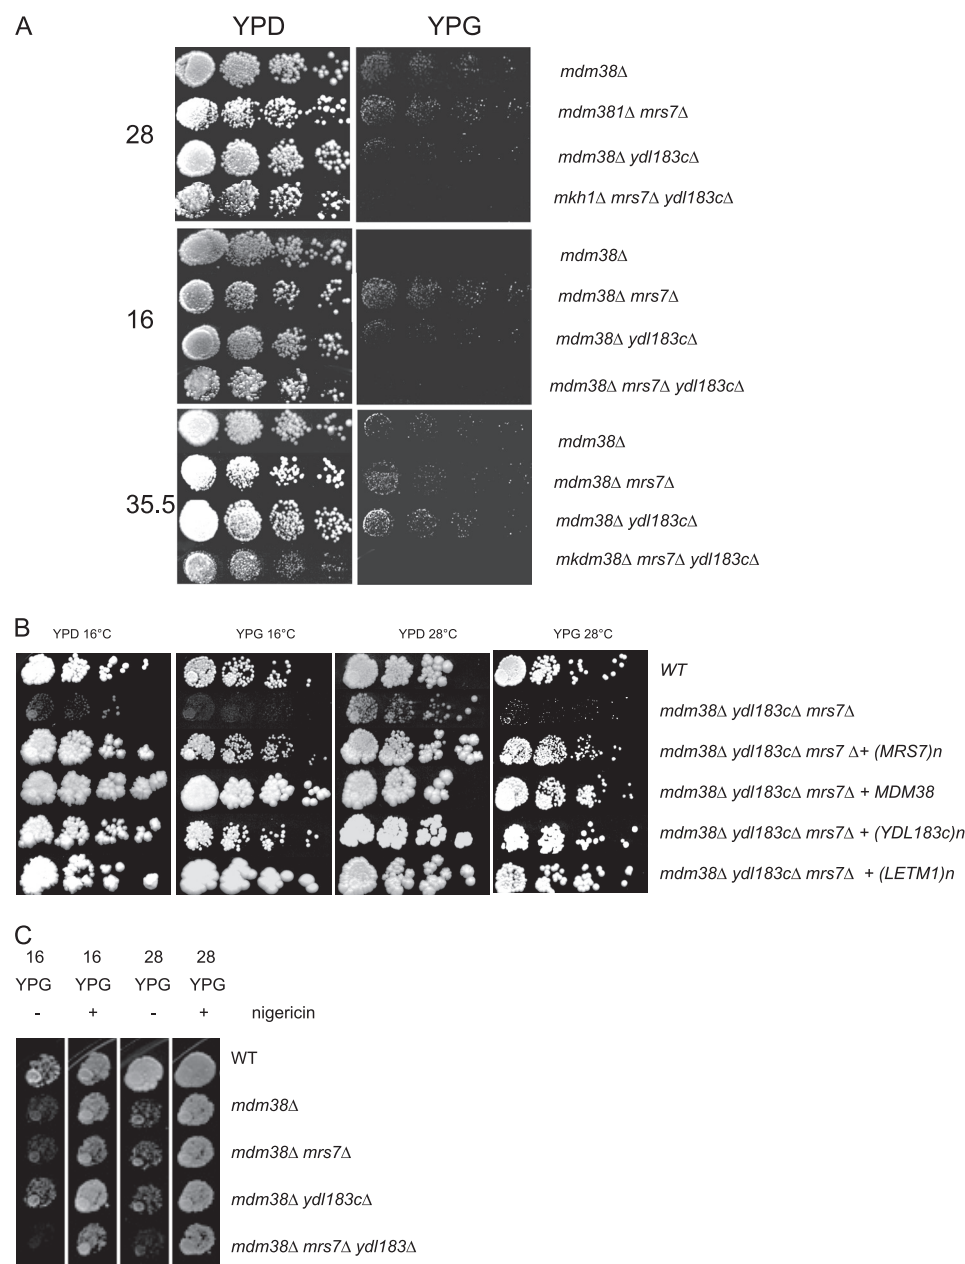 A
YPD YPG
28
mdm38Δ
mdm381Δ mrs7Δ
mdm38Δ ydl183cΔ
mkh1Δ mrs7Δ ydl183cΔ
16
mdm38Δ
mdm38Δ mrs7Δ
mdm38Δ ydl183cΔ
mdm38Δ mrs7Δ ydl183cΔ
35.5
mdm38Δ
mdm38Δ mrs7Δ
mdm38Δ ydl183cΔ
mkdm38Δ mrs7Δ ydl183cΔ
B
YPD 16°C YPG 16°C YPD 28°C YPG 28°C
WT
mdm38Δ ydl183cΔ mrs7Δ
mdm38Δ ydl183cΔ mrs7 Δ+ (MRS7)n
mdm38Δ ydl183cΔ mrs7Δ + MDM38
mdm38Δ ydl183cΔ mrs7Δ + (YDL183c)n
mdm38Δ ydl183cΔ mrs7Δ + (LETM1)n
C
16 16 28 28
YPG YPG YPG YPG
- + - + nigericin
WT
mdm38Δ
mdm38Δ mrs7Δ
mdm38Δ ydl183cΔ
mdm38Δ mrs7Δ ydl183Δ